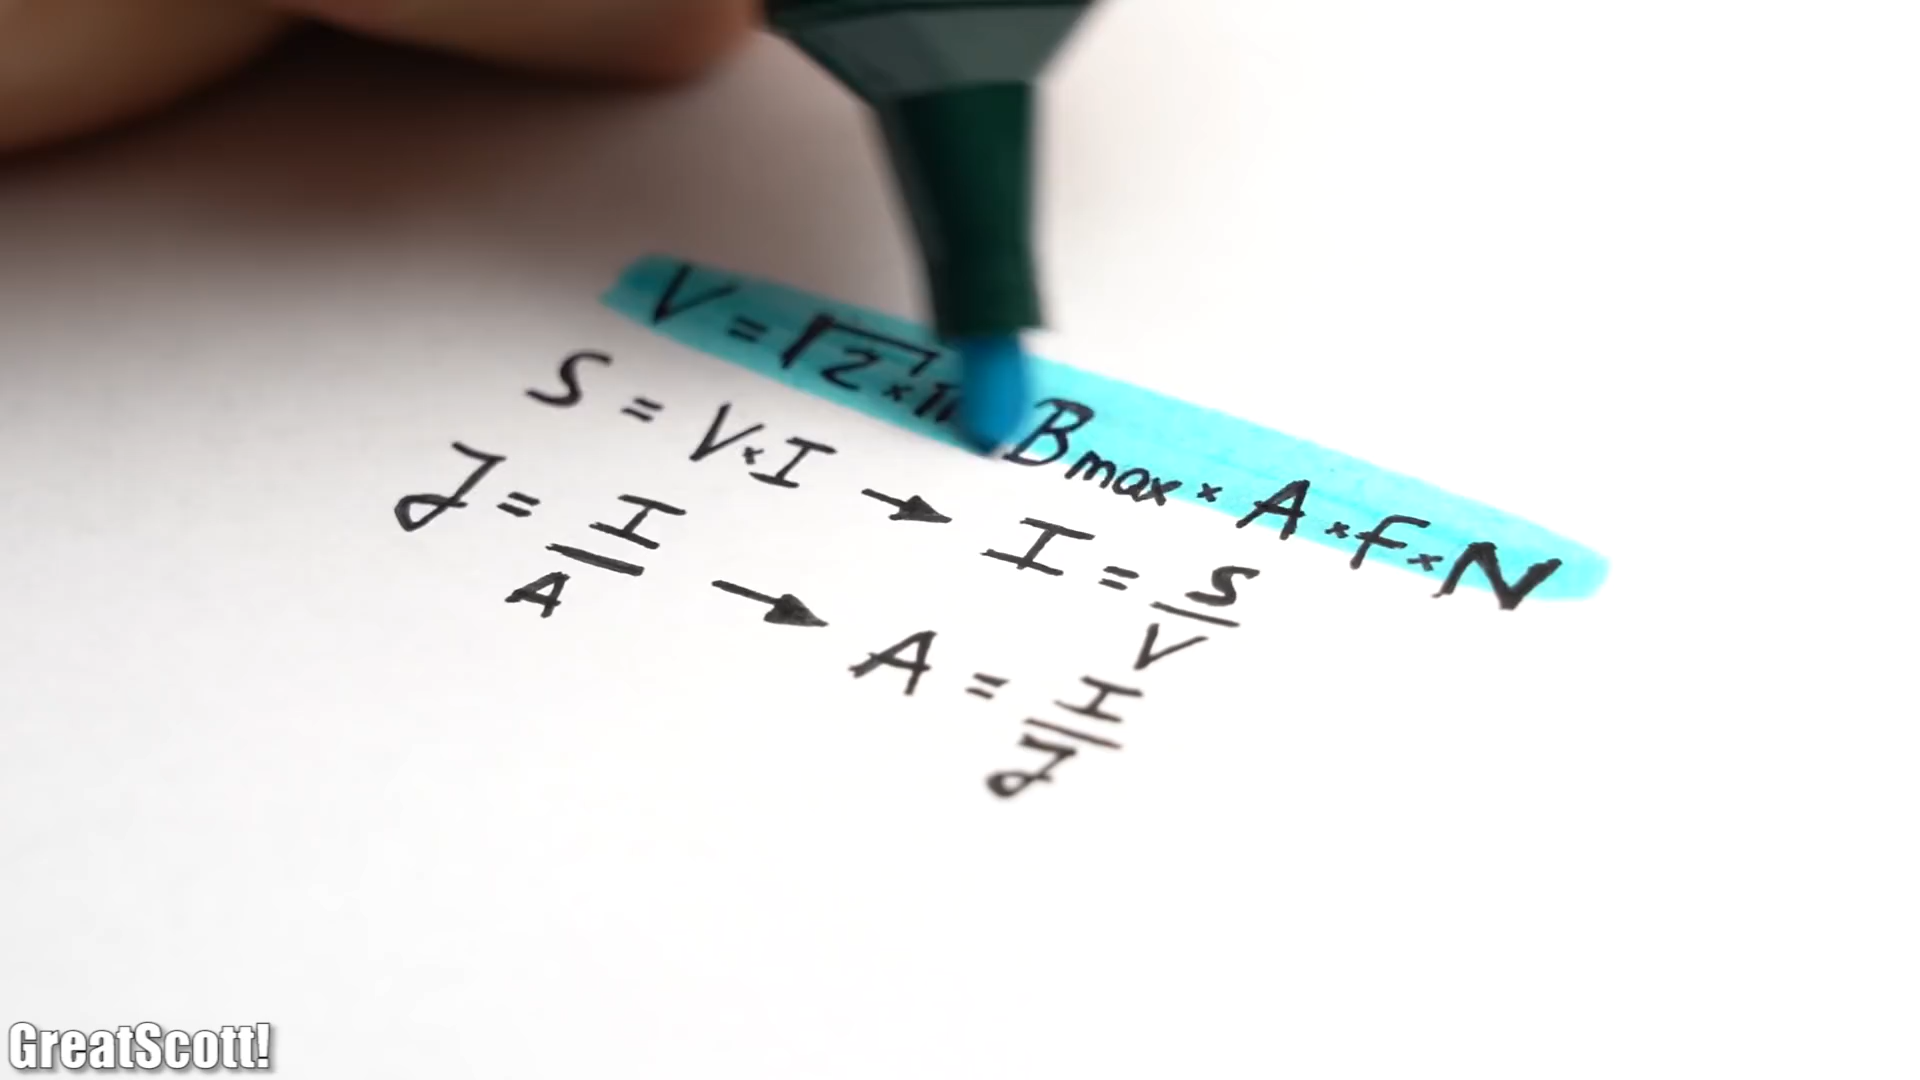 V = √2 × π Bmax × A × f × N
S = V × I → I = S/V
J = I/A → A = I/J
GreatScott!